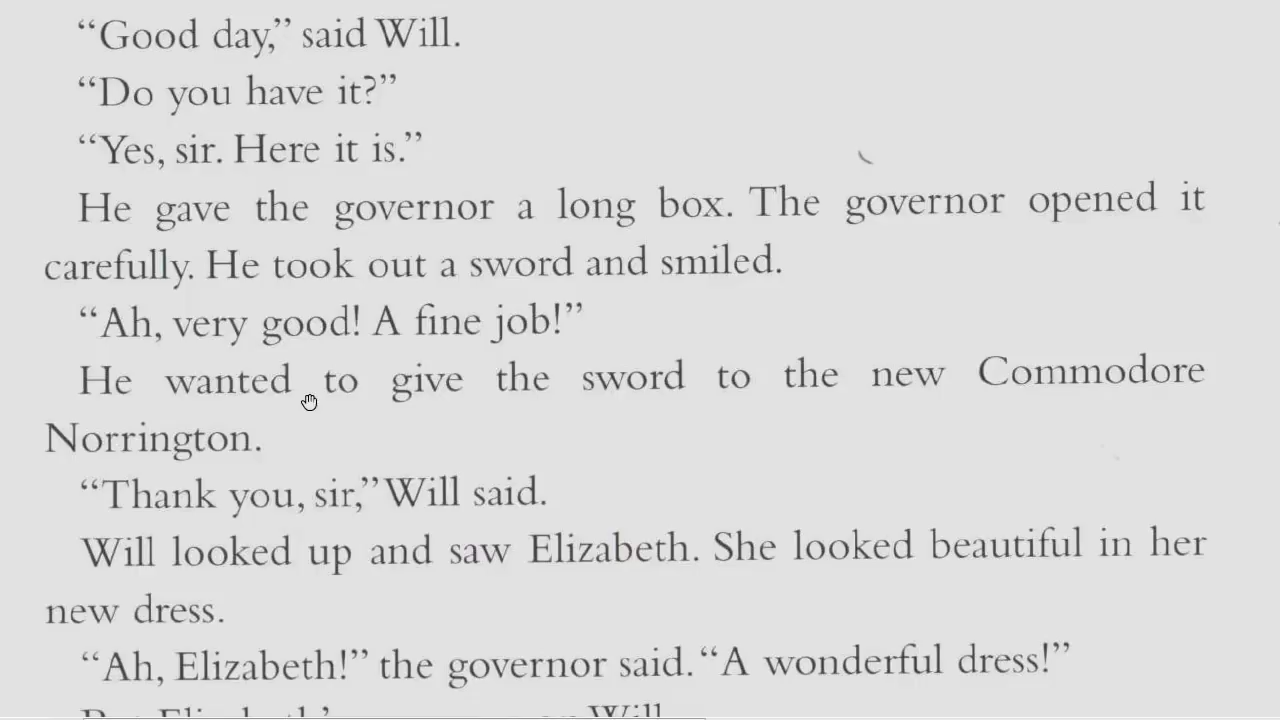 “Good day,” said Will.
“Do you have it?”
“Yes, sir. Here it is.”
He gave the governor a long box. The governor opened it
carefully. He took out a sword and smiled.
“Ah, very good! A fine job!”
He wanted to give the sword to the new Commodore
Norrington.
“Thank you, sir,” Will said.
Will looked up and saw Elizabeth. She looked beautiful in her
new dress.
“Ah, Elizabeth!” the governor said. “A wonderful dress!”
Will